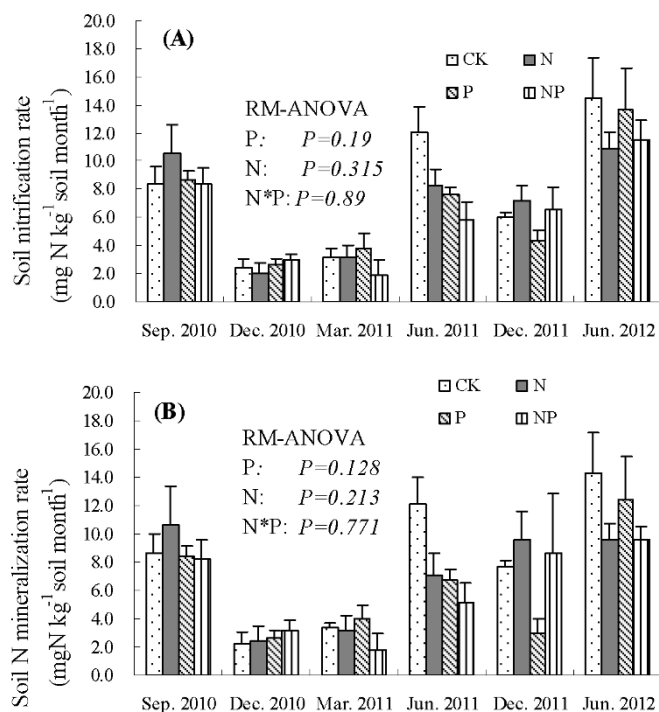 20.0
18.0
16.0
14.0
12.0
10.0
8.0
6.0
4.0
2.0
0.0
Soil nitrification rate
(mg N kg⁻¹ soil month⁻¹)
(A)
CK N
P NP
RM-ANOVA
P: P=0.19
N: P=0.315
N*P: P=0.89
Sep. 2010 Dec. 2010 Mar. 2011 Jun. 2011 Dec. 2011 Jun. 2012
20.0
18.0
16.0
14.0
12.0
10.0
8.0
6.0
4.0
2.0
0.0
Soil N mineralization rate
(mgN kg⁻¹ soil month⁻¹)
(B)
CK N
P NP
RM-ANOVA
P: P=0.128
N: P=0.213
N*P: P=0.771
Sep. 2010 Dec. 2010 Mar. 2011 Jun. 2011 Dec. 2011 Jun. 2012